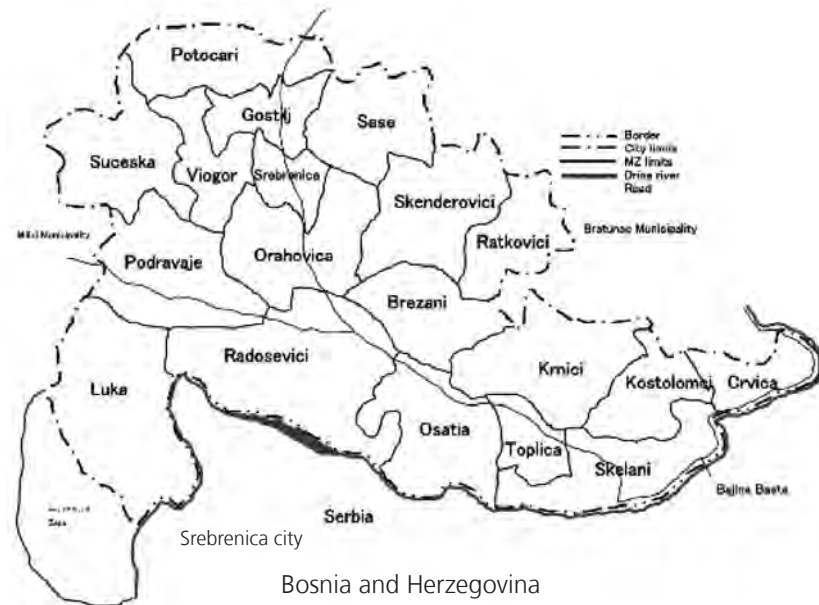 Potocari
Gostilj
Sase
Suceska
Viogor
Srebrenica
Skenderovici
Ratkovici
Border
City limits
MZ limits
Drina river
Road
Bratunac Municipality
Municipality
Podravaje
Orahovica
Brezani
Luka
Radosevici
Krnici
Kostolomci
Crvica
Osatia
Toplica
Skelani
Bajina Basta
Serbia
Srebrenica city
Bosnia and Herzegovina